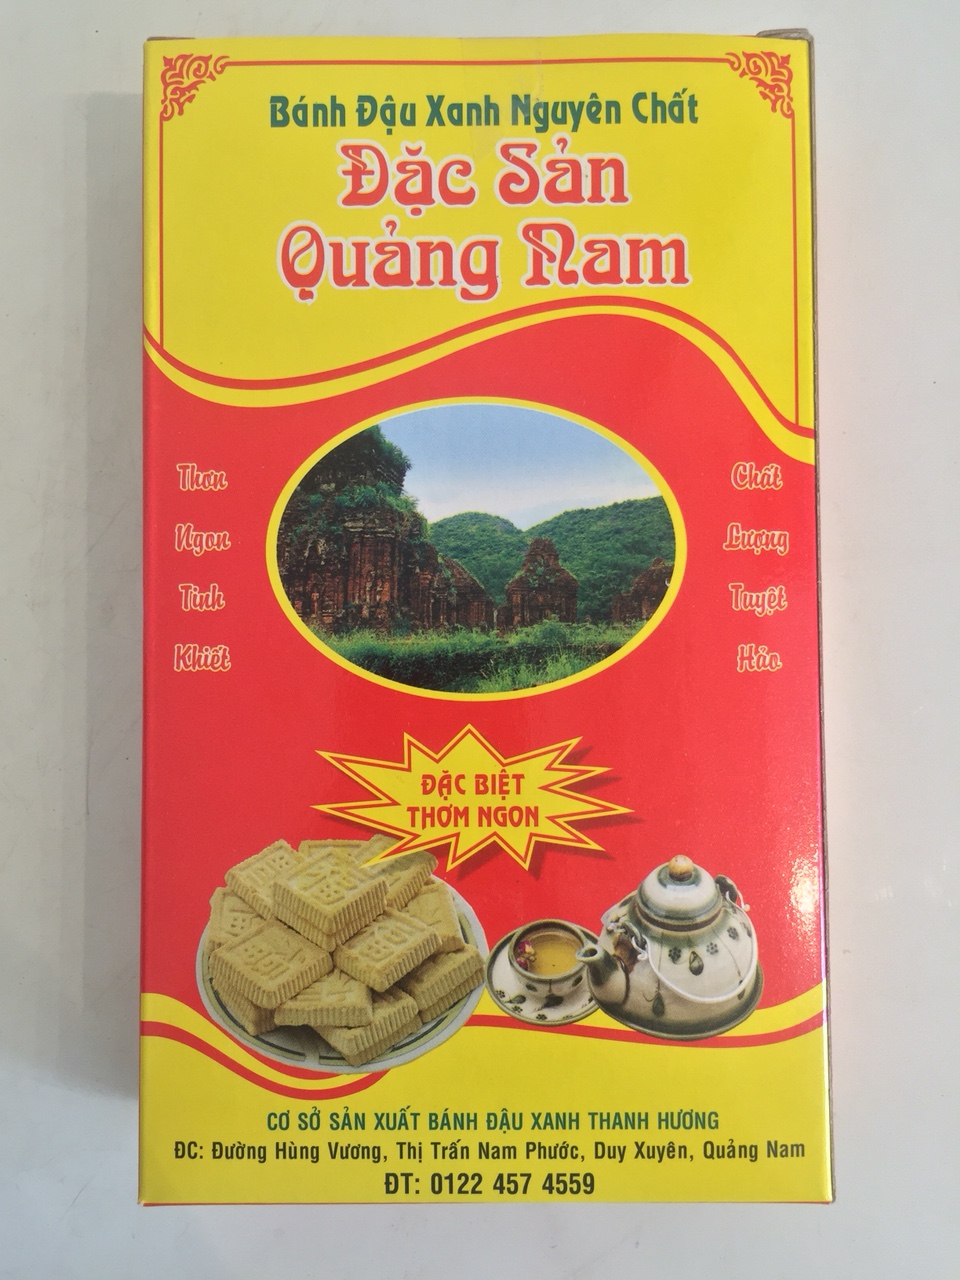 Bánh Đậu Xanh Nguyên Chất
Đặc Sản
Quảng Nam
Thơn
Ngon
Tinh
Khiết
Chất
Lượng
Tuyệt
Hảo
ĐẶC BIỆT
THƠM NGON
CƠ SỞ SẢN XUẤT BÁNH ĐẬU XANH THANH HƯƠNG
ĐC: Đường Hùng Vương, Thị Trấn Nam Phước, Duy Xuyên, Quảng Nam
ĐT: 0122 457 4559